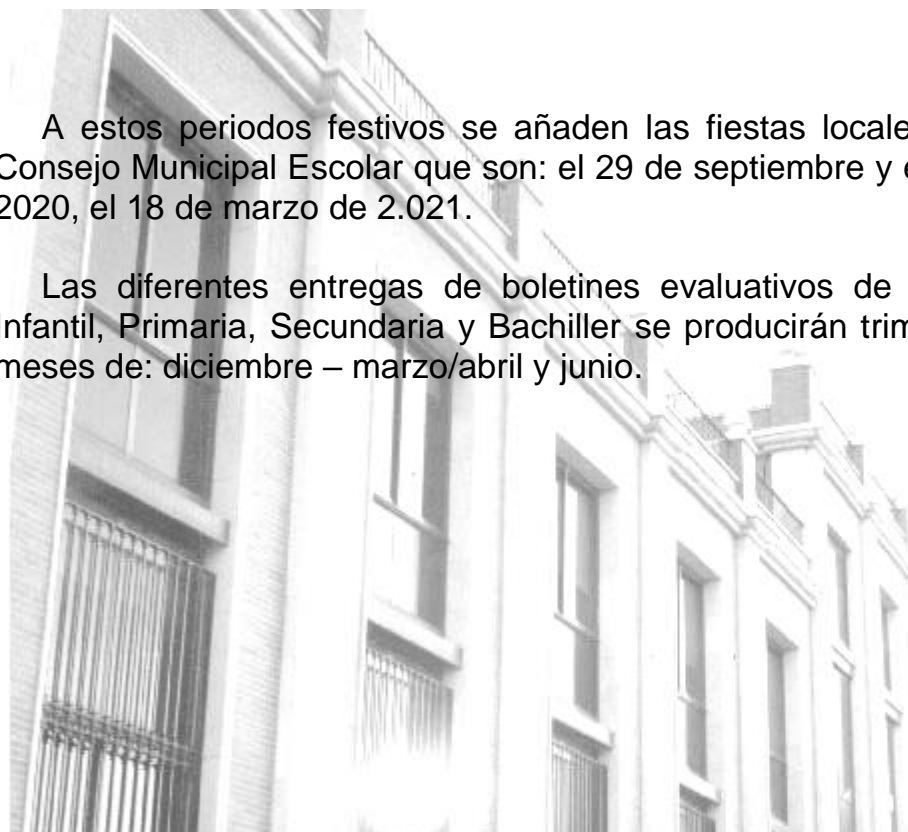 A estos periodos festivos se añaden las fiestas locale
Consejo Municipal Escolar que son: el 29 de septiembre y e
2020, el 18 de marzo de 2.021.
Las diferentes entregas de boletines evaluativos de
Infantil, Primaria, Secundaria y Bachiller se producirán trim
meses de: diciembre – marzo/abril y junio.